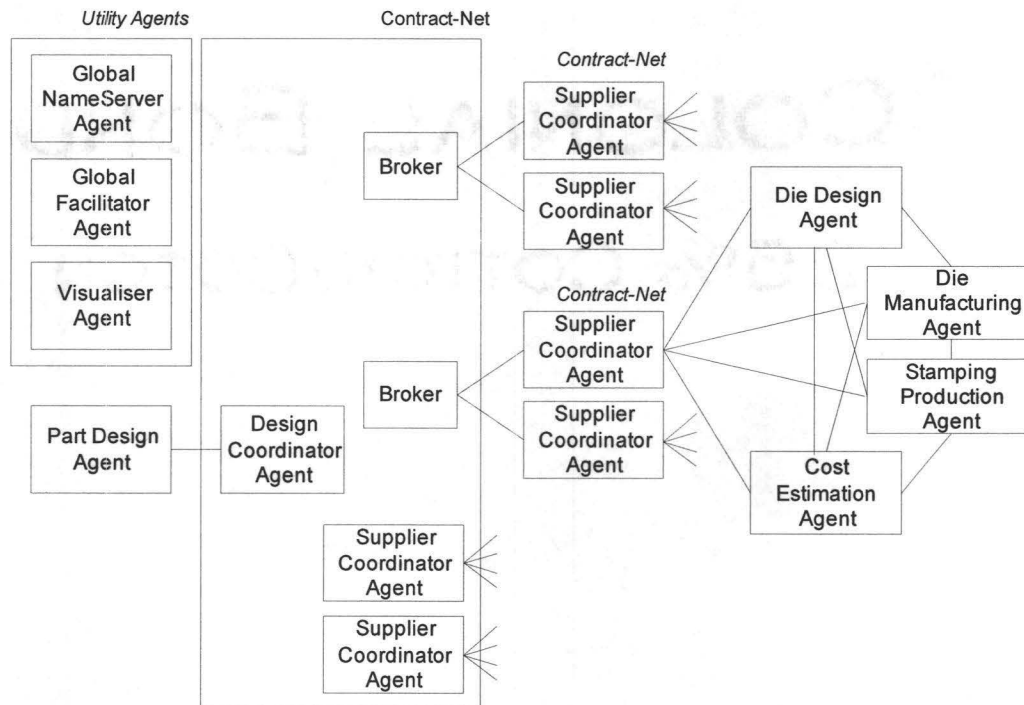 Utility Agents
Contract-Net
Global
NameServer
Agent
Global
Facilitator
Agent
Visualiser
Agent
Part Design
Agent
Design
Coordinator
Agent
Broker
Broker
Supplier
Coordinator
Agent
Supplier
Coordinator
Agent
Contract-Net
Supplier
Coordinator
Agent
Supplier
Coordinator
Agent
Contract-Net
Supplier
Coordinator
Agent
Supplier
Coordinator
Agent
Die Design
Agent
Die
Manufacturing
Agent
Stamping
Production
Agent
Cost
Estimation
Agent